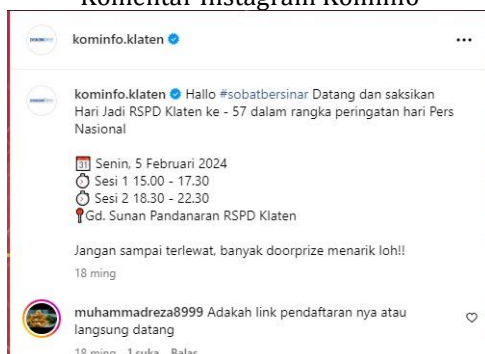 Komentar Instagram Kominfo
kominfo.klaten
kominfo.klaten Hallo #sobatbersinar Datang dan saksikan
Hari Jadi RSPD Klaten ke - 57 dalam rangka peringatan hari Pers
Nasional
Senin, 5 Februari 2024
Sesi 1 15.00 - 17.30
Sesi 2 18.30 - 22.30
Gd. Sunan Pandanaran RSPD Klaten
Jangan sampai terlewat, banyak doorprize menarik loh!!
18 ming
muhammadreza8999 Adakah link pendaftaran nya atau
langsung datang
18 ming 1 suka Balas